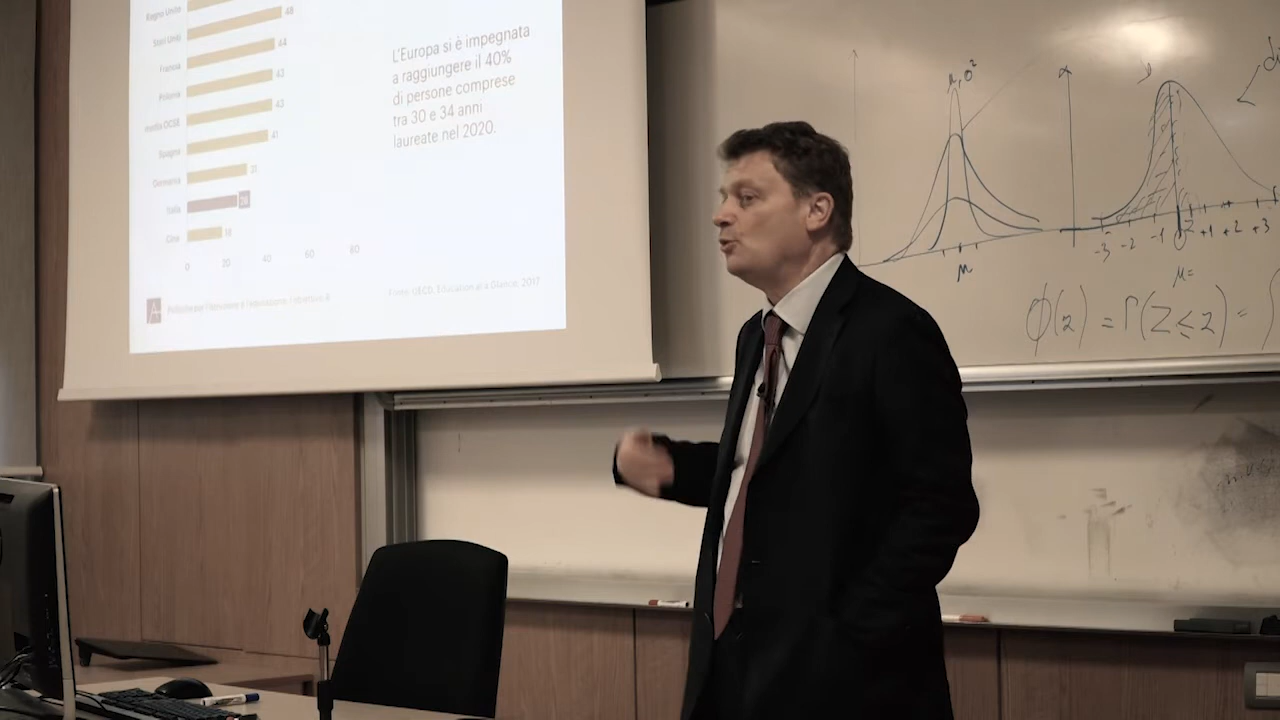 Regno Unito
Stati Uniti 48
Francia 44
Polonia 43
media OCSE 43
Spagna 41
Germania 31
Italia
Cina 18
0 20 40 60 80
L'Europa si è impegnata
a raggiungere il 40%
di persone comprese
tra 30 e 34 anni
laureate nel 2020.
Fonte: OECD, Education at a Glance, 2017
μ, σ²
μ
-3 -2 -1 0 +1 +2 +3
μ=
ϕ(z) = P(Z ≤ z) =